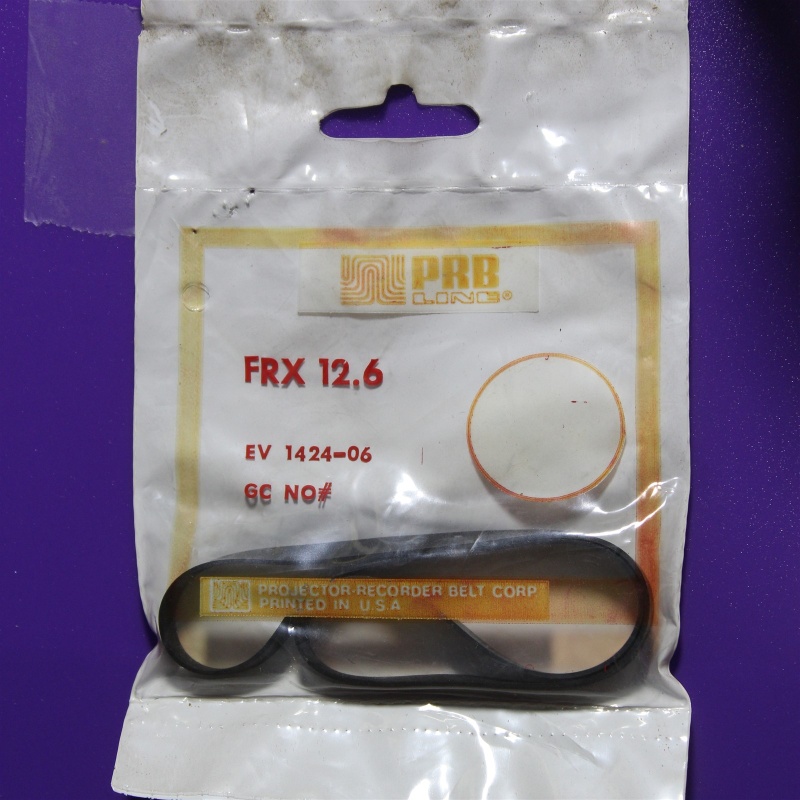 PRB
LINE®
FRX 12.6
EV 1424-06
GC NO#
PROJECTOR-RECORDER BELT CORP
PRINTED IN U.S.A